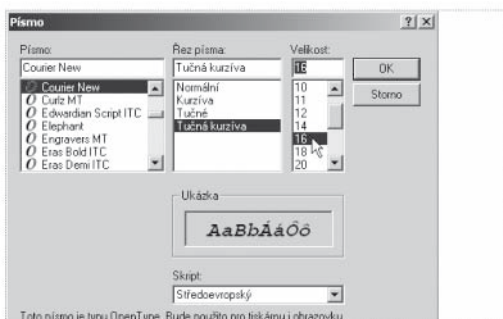 Písmo
Písmo:
Řez písma:
Velikost:
Courier New
Tučná kurzíva
16
OK
Storno
Courier New
Curlz MT
Edwardian Script ITC
Elephant
Engravers MT
Eras Bold ITC
Eras Demi ITC
Normální
Kurzíva
Tučné
Tučná kurzíva
10
11
12
14
16
18
20
Ukázka
AaBbÁáÔô
Skript:
Středoevropský
Toto písmo je typu OpenType. Bude použito pro tiskárnu i obrazovku.